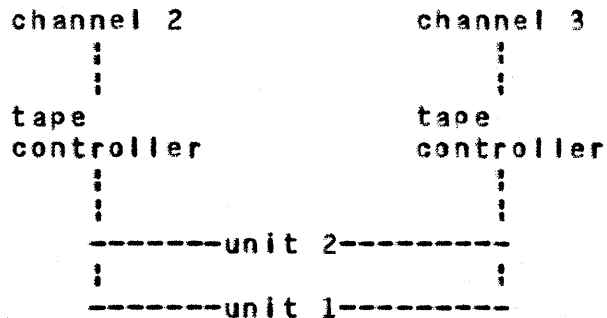 channel 2 channel 3
tape tape
controller controller
unit 2
unit 1